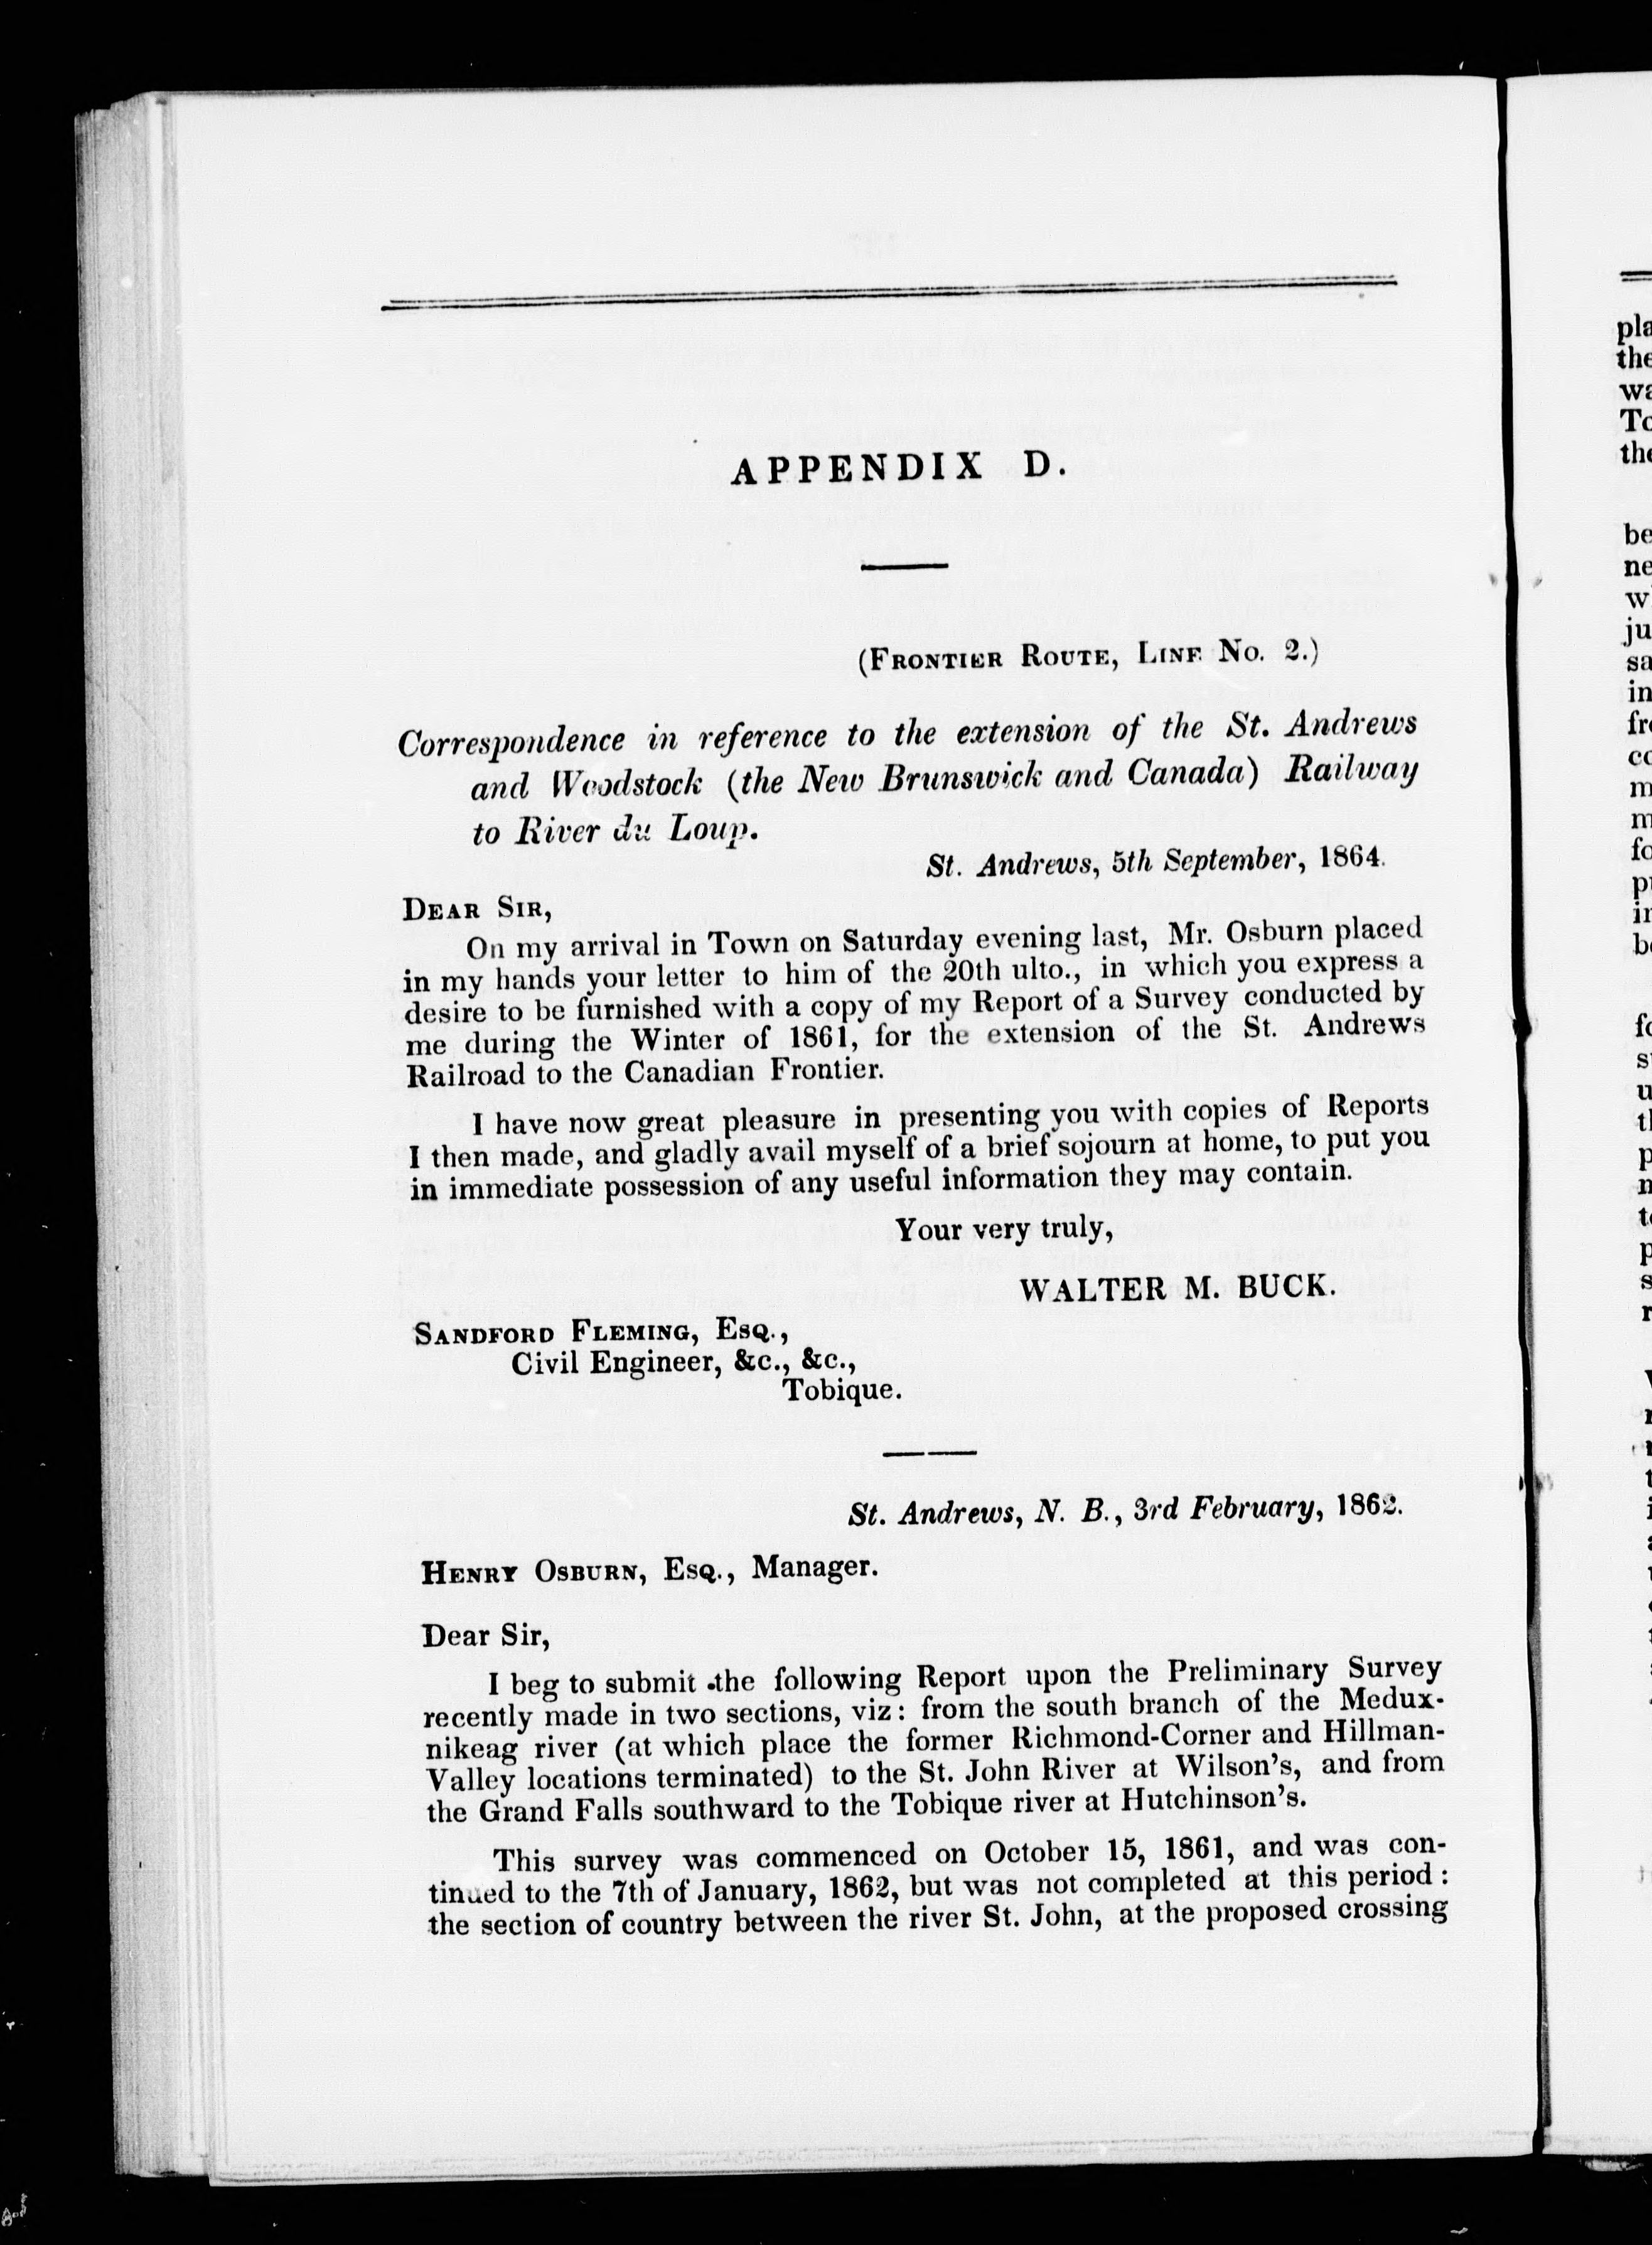 APPENDIX D.
(FRONTIER ROUTE, LINE No. 2.)
Correspondence in reference to the extension of the St. Andrews
and Woodstock (the New Brunswick and Canada) Railway
to River du Loup.
St. Andrews, 5th September, 1864.
DEAR SIR,
On my arrival in Town on Saturday evening last, Mr. Osburn placed
in my hands your letter to him of the 20th ulto., in which you express a
desire to be furnished with a copy of my Report of a Survey conducted by
me during the Winter of 1861, for the extension of the St. Andrews
Railroad to the Canadian Frontier.
I have now great pleasure in presenting you with copies of Reports
I then made, and gladly avail myself of a brief sojourn at home, to put you
in immediate possession of any useful information they may contain.
Your very truly,
WALTER M. BUCK.
SANDFORD FLEMING, ESQ.,
Civil Engineer, &c., &c.,
Tobique.
St. Andrews, N. B., 3rd February, 1862.
HENRY OSBURN, ESQ., Manager.
Dear Sir,
I beg to submit the following Report upon the Preliminary Survey
recently made in two sections, viz: from the south branch of the Medux-
nikeag river (at which place the former Richmond-Corner and Hillman-
Valley locations terminated) to the St. John River at Wilson's, and from
the Grand Falls southward to the Tobique river at Hutchinson's.
This survey was commenced on October 15, 1861, and was con-
tinued to the 7th of January, 1862, but was not completed at this period :
the section of country between the river St. John, at the proposed crossing